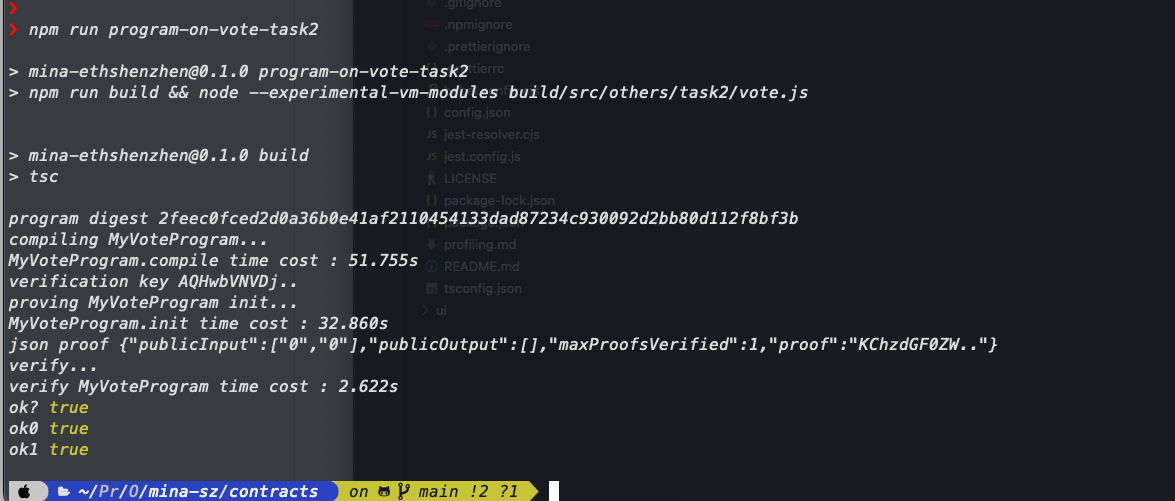 ❯
❯ npm run program-on-vote-task2
> mina-ethshenzhen@0.1.0 program-on-vote-task2
> npm run build && node --experimental-vm-modules build/src/others/task2/vote.js
> mina-ethshenzhen@0.1.0 build
> tsc
program digest 2feec0fced2d0a36b0e41af2110454133dad87234c930092d2bb80d112f8bf3b
compiling MyVoteProgram...
MyVoteProgram.compile time cost : 51.755s
verification key AQHwbVNVDj..
proving MyVoteProgram init...
MyVoteProgram.init time cost : 32.860s
json proof {"publicInput":["0","0"],"publicOutput":[],"maxProofsVerified":1,"proof":"KChzdGF0ZW.."}
verify...
verify MyVoteProgram time cost : 2.622s
ok? true
ok0 true
ok1 true
~/Pr/O/mina-sz/contracts on main !2 ?1
.gitignore
.npmignore
.prettierignore
config.json
JS jest-resolver.cjs
JS jest.config.js
LICENSE
{} package-lock.json
profiling.md
README.md
tsconfig.json
> ui